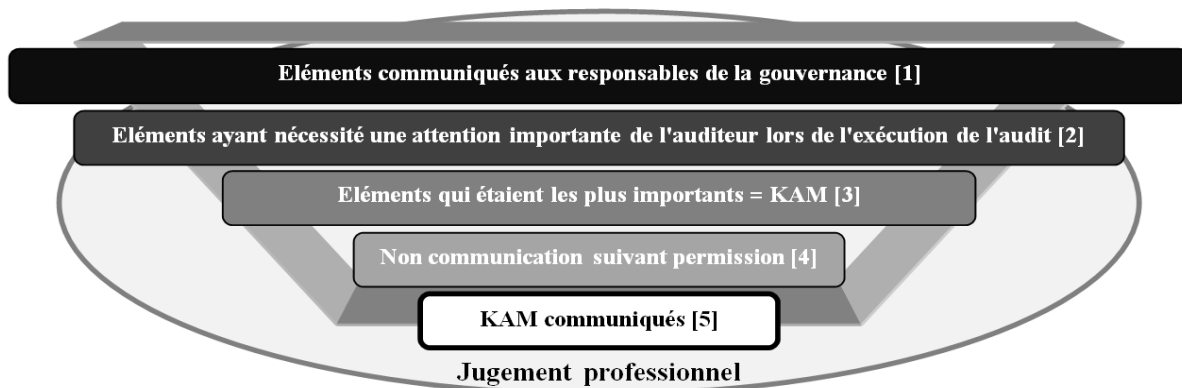 Eléments communiqués aux responsables de la gouvernance [1]
Eléments ayant nécessité une attention importante de l'auditeur lors de l'exécution de l'audit [2]
Eléments qui étaient les plus importants = KAM [3]
Non communication suivant permission [4]
KAM communiqués [5]
Jugement professionnel